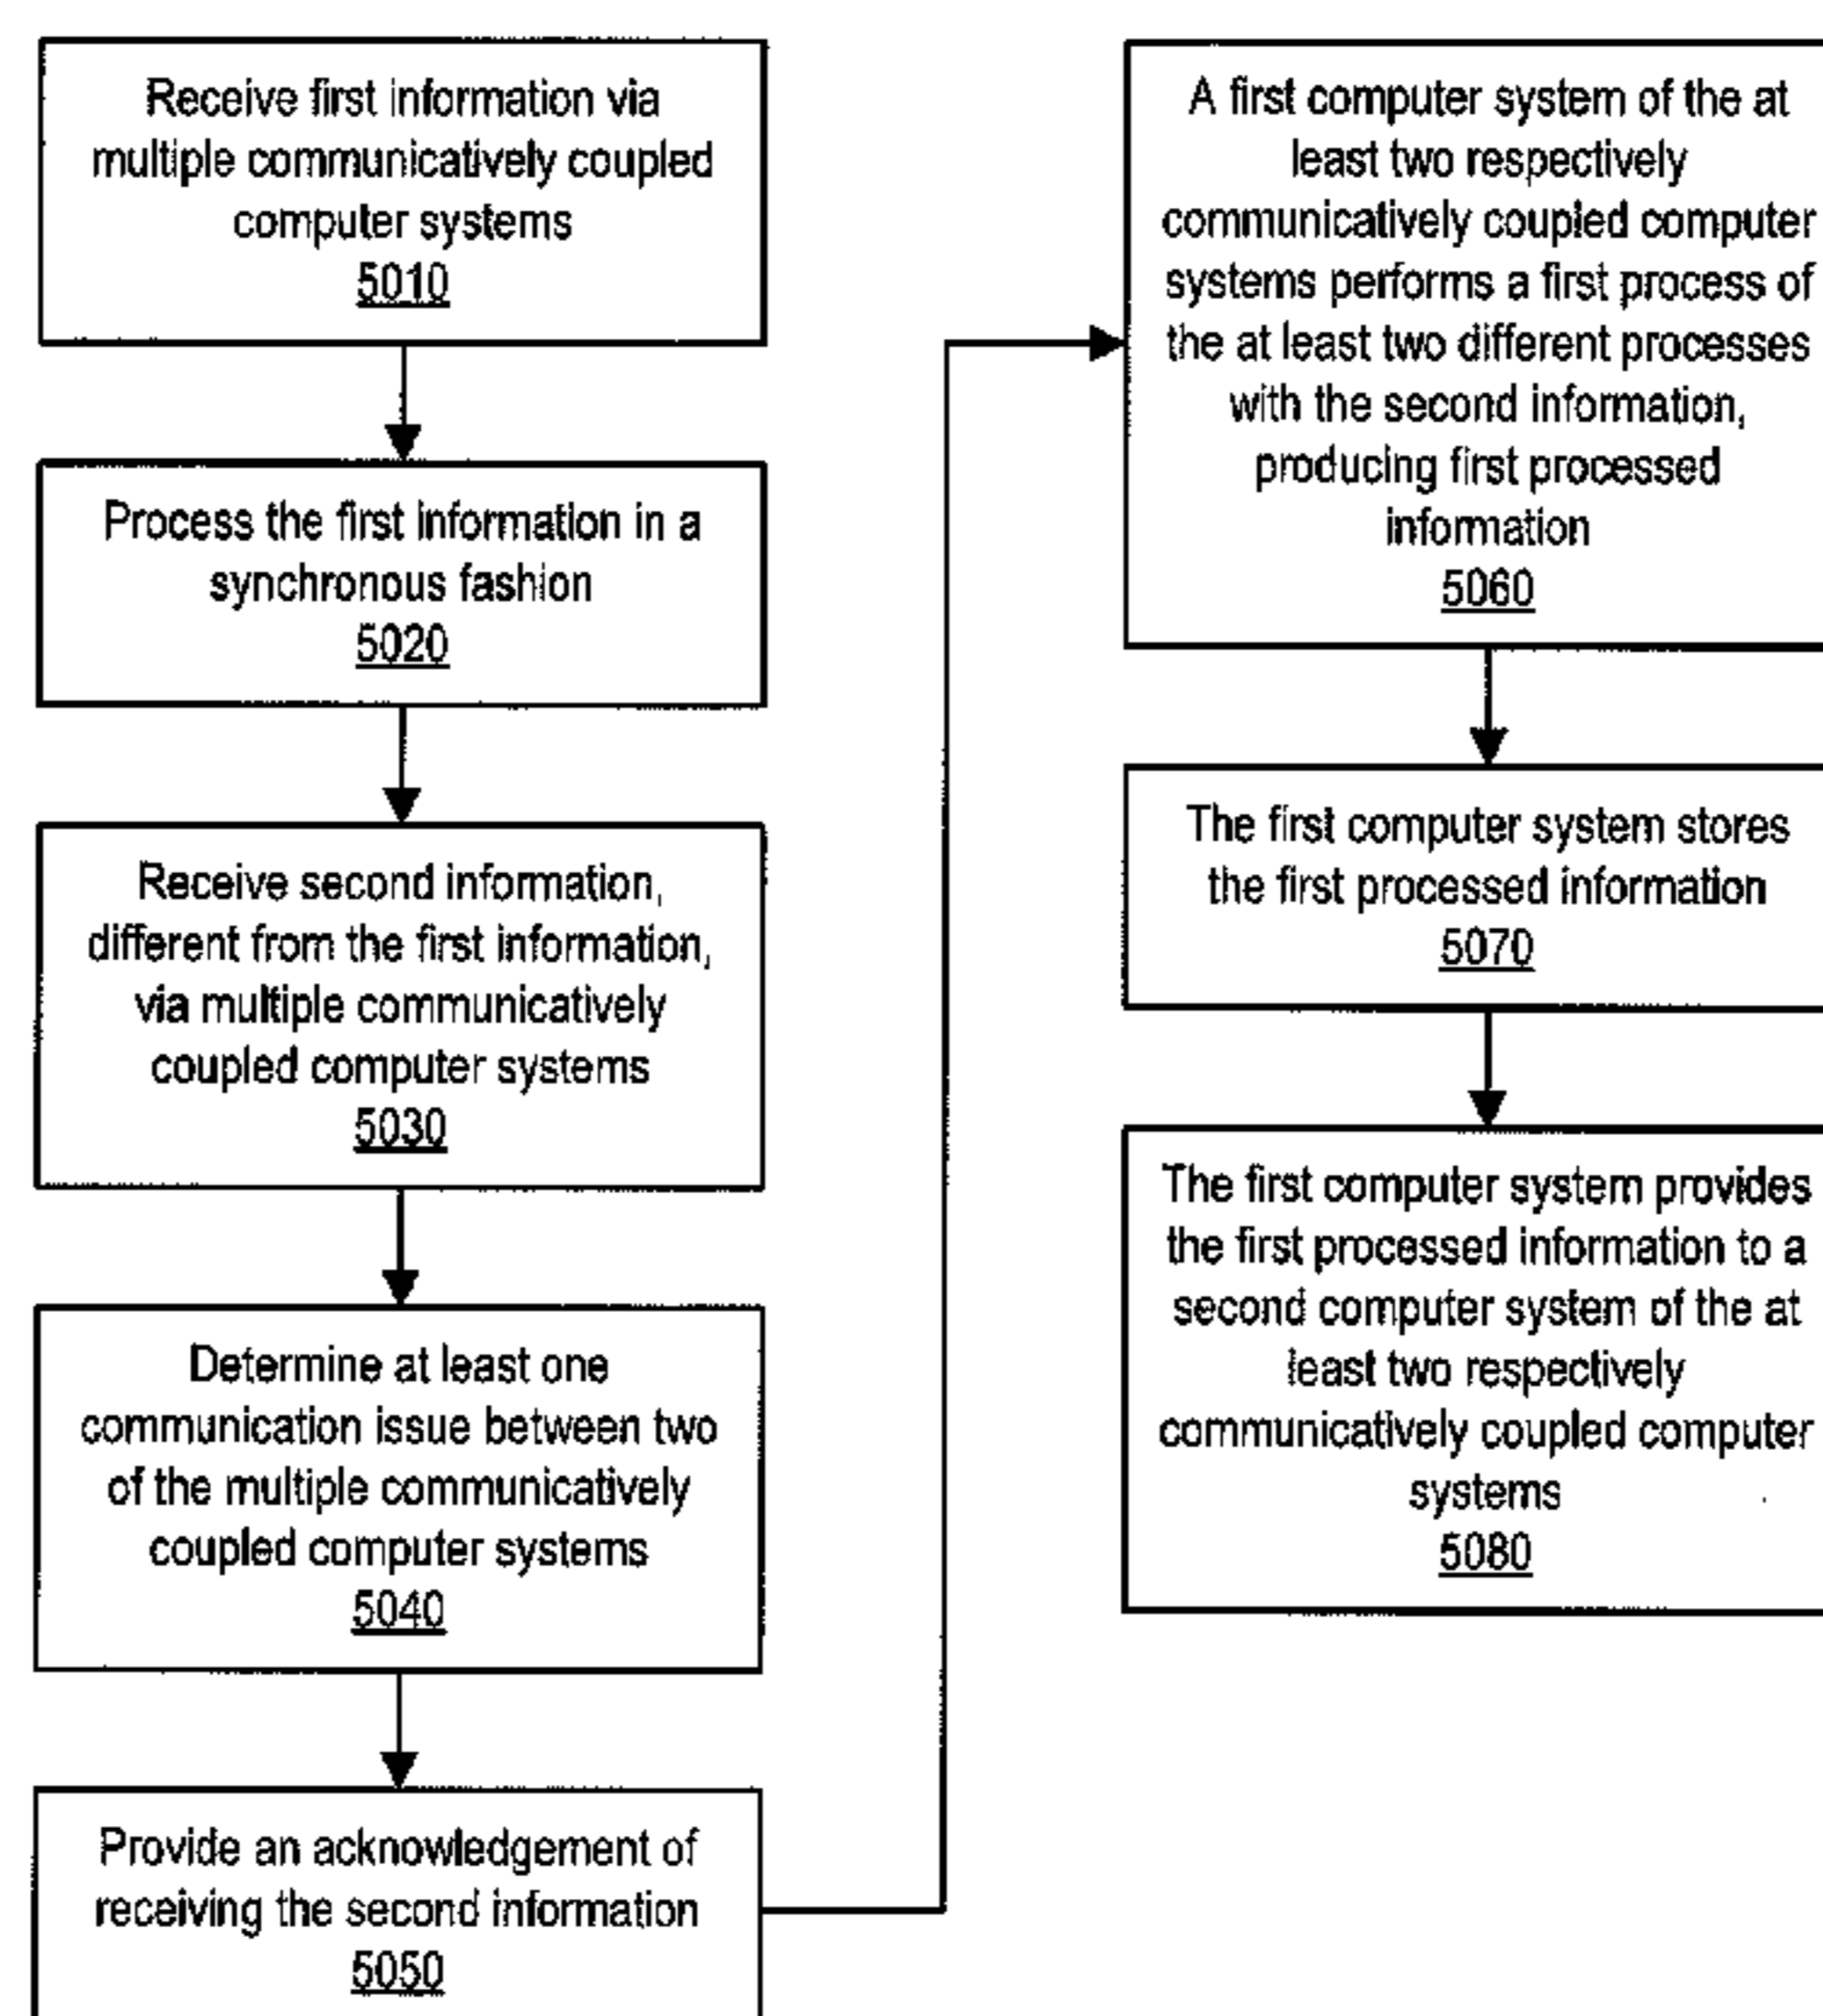 Receive first information via
multiple communicatively coupled
computer systems
5010
Process the first information in a
synchronous fashion
5020
Receive second information,
different from the first information,
via multiple communicatively
coupled computer systems
5030
Determine at least one
communication issue between two
of the multiple communicatively
coupled computer systems
5040
Provide an acknowledgement of
receiving the second information
5050
A first computer system of the at
least two respectively
communicatively coupled computer
systems performs a first process of
the at least two different processes
with the second information,
producing first processed
information
5060
The first computer system stores
the first processed information
5070
The first computer system provides
the first processed information to a
second computer system of the at
least two respectively
communicatively coupled computer
systems
5080